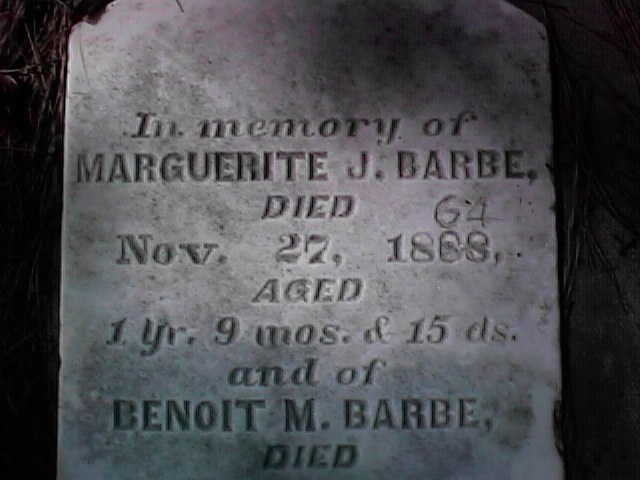 In memory of
MARGUERITE J. BARBE,
DIED
64
Nov. 27, 1868,
AGED
1 yr. 9 mos. & 15 ds.
and of
BENOIT M. BARBE,
DIED